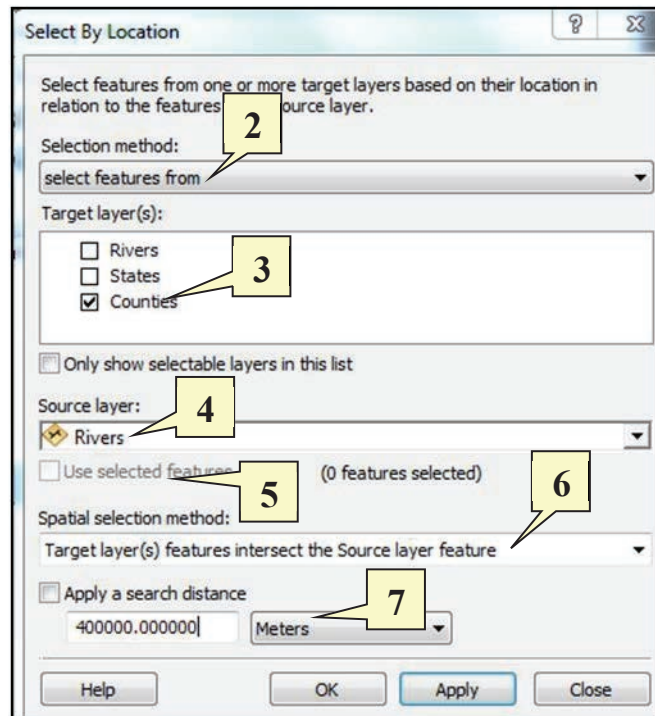 Select By Location
?
Select features from one or more target layers based on their location in
relation to the features ource layer.
2
Selection method:
select features from
Target layer(s):
Rivers
States
Counties
3
Only show selectable layers in this list
Source layer:
4
Rivers
Use selected features
5
(0 features selected)
6
Spatial selection method:
Target layer(s) features intersect the Source layer feature
Apply a search distance
7
400000.000000
Meters
Help
OK
Apply
Close